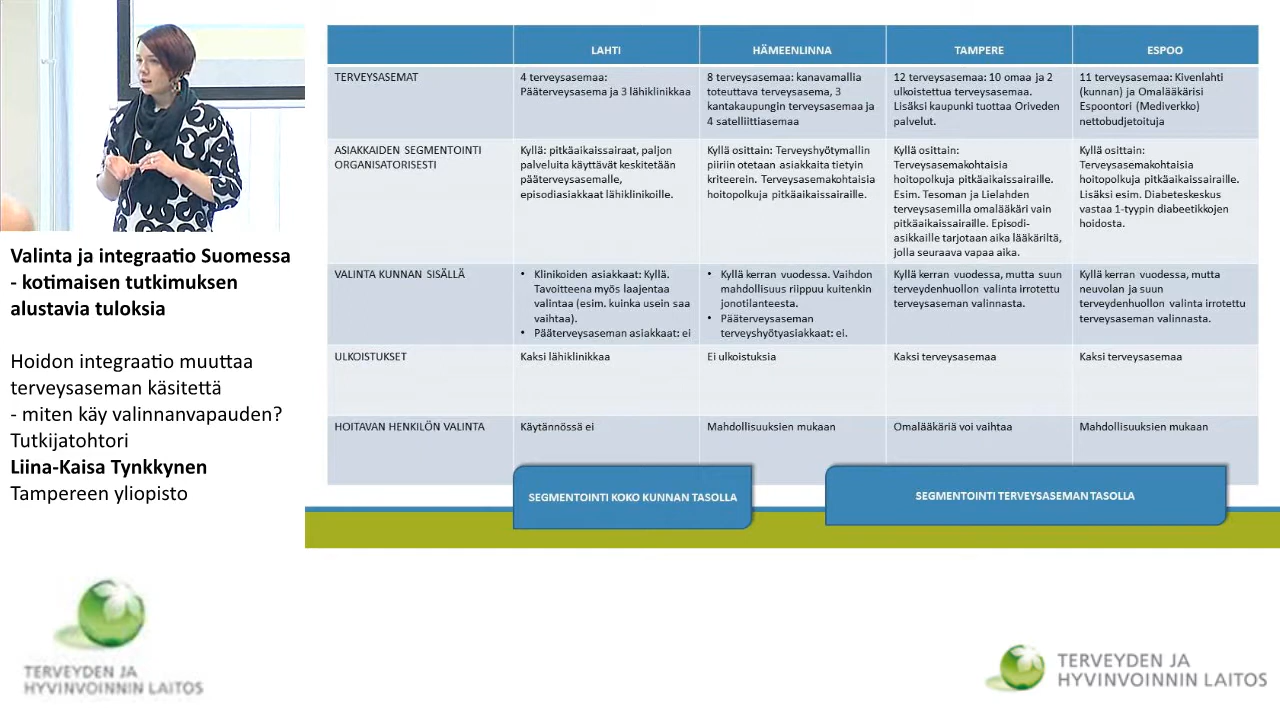 Valinta ja integraatio Suomessa
- kotimaisen tutkimuksen
alustavia tuloksia
Hoidon integraatio muuttaa
terveysaseman käsitettä
- miten käy valinnanvapauden?
Tutkijatohtori
Liina-Kaisa Tynkkynen
Tampereen yliopisto
TERVEYDEN JA
HYVINVOINNIN LAITOS
LAHTI
HÄMEENLINNA
TAMPERE
ESPOO
TERVEYSASEMAT
4 terveysasemaa:
Pääterveysasema ja 3 lähiklinikkaa
8 terveysasemaa: kanavamallia
toteuttava terveysasema, 3
kantakaupungin terveysasemaa ja
4 satelliittiasemaa
12 terveysasemaa: 10 omaa ja 2
ulkoistettua terveysasemaa.
Lisäksi kaupunki tuottaa Oriveden
palvelut.
11 terveysasemaa: Kivenlahti
(kunnan) ja Omalääkärisi
Espoontori (Mediverkko)
nettobudjetoituja
ASIAKKAIDEN SEGMENTOINTI
ORGANISATORISESTI
Kyllä: pitkäaikaissairaat, paljon
palveluita käyttävät keskitetään
pääterveysasemalle,
episodiasiakkaat lähiklinikoille.
Kyllä osittain: Terveyshyötymallin
piiriin otetaan asiakkaita tietyin
kriteerein. Terveysasemakohtaisia
hoitopolkuja pitkäaikaissairaille.
Kyllä osittain:
Terveysasemakohtaisia
hoitopolkuja pitkäaikaissairaille.
Esim. Tesoman ja Lielahden
terveysasemilla omalääkäri vain
pitkäaikaissairaille. Episodi-
asikkaille tarjotaan aika lääkäriltä,
jolla seuraava vapaa aika.
Kyllä osittain:
Terveysasemakohtaisia
hoitopolkuja pitkäaikaissairaille.
Lisäksi esim. Diabeteskeskus
vastaa 1-tyypin diabeetikkojen
hoidosta.
VALINTA KUNNAN SISÄLLÄ
• Klinikoiden asiakkaat: Kyllä.
Tavoitteena myös laajentaa
valintaa (esim. kuinka usein saa
vaihtaa).
• Pääterveysaseman asiakkaat: ei
• Kyllä kerran vuodessa. Vaihdon
mahdollisuus riippuu kuitenkin
jonotilanteesta.
• Pääterveysaseman
terveyshyötyasiakkaat: ei.
Kyllä kerran vuodessa, mutta suun
terveydenhuollon valinta irrotettu
terveysaseman valinnasta.
Kyllä kerran vuodessa, mutta
neuvolan ja suun
terveydenhuollon valinta irrotettu
terveysaseman valinnasta.
ULKOISTUKSET
Kaksi lähiklinikkaa
Ei ulkoistuksia
Kaksi terveysasemaa
Kaksi terveysasemaa
HOITAVAN HENKILÖN VALINTA
Käytännössä ei
Mahdollisuuksien mukaan
Omalääkäriä voi vaihtaa
Mahdollisuuksien mukaan
SEGMENTOINTI KOKO KUNNAN TASOLLA
SEGMENTOINTI TERVEYSASEMAN TASOLLA
TERVEYDEN JA
HYVINVOINNIN LAITOS